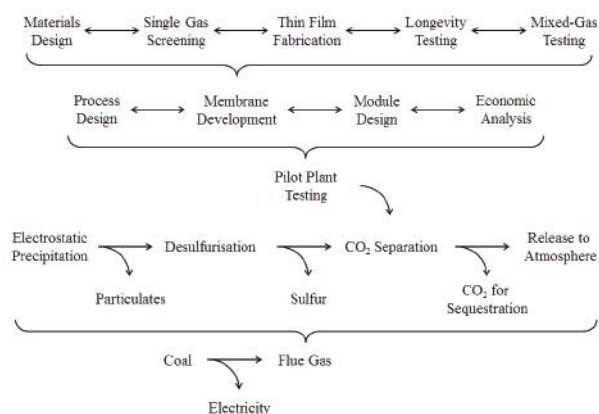 Materials Design
Single Gas Screening
Thin Film Fabrication
Longevity Testing
Mixed-Gas Testing
Process Design
Membrane Development
Module Design
Economic Analysis
Pilot Plant Testing
Electrostatic Precipitation
Desulfurisation
CO₂ Separation
Release to Atmosphere
Particulates
Sulfur
CO₂ for Sequestration
Coal
Flue Gas
Electricity